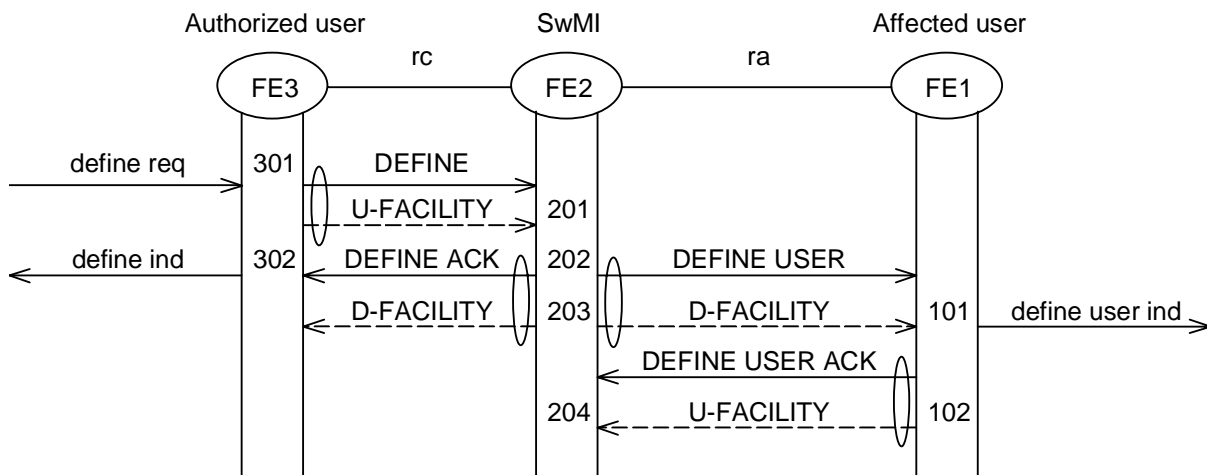 Authorized user SwMI Affected user
rc ra
FE3 FE2 FE1
define req 301 DEFINE
U-FACILITY 201
define ind 302 DEFINE ACK 202 DEFINE USER
D-FACILITY 203 D-FACILITY 101 define user ind
DEFINE USER ACK
204 U-FACILITY 102